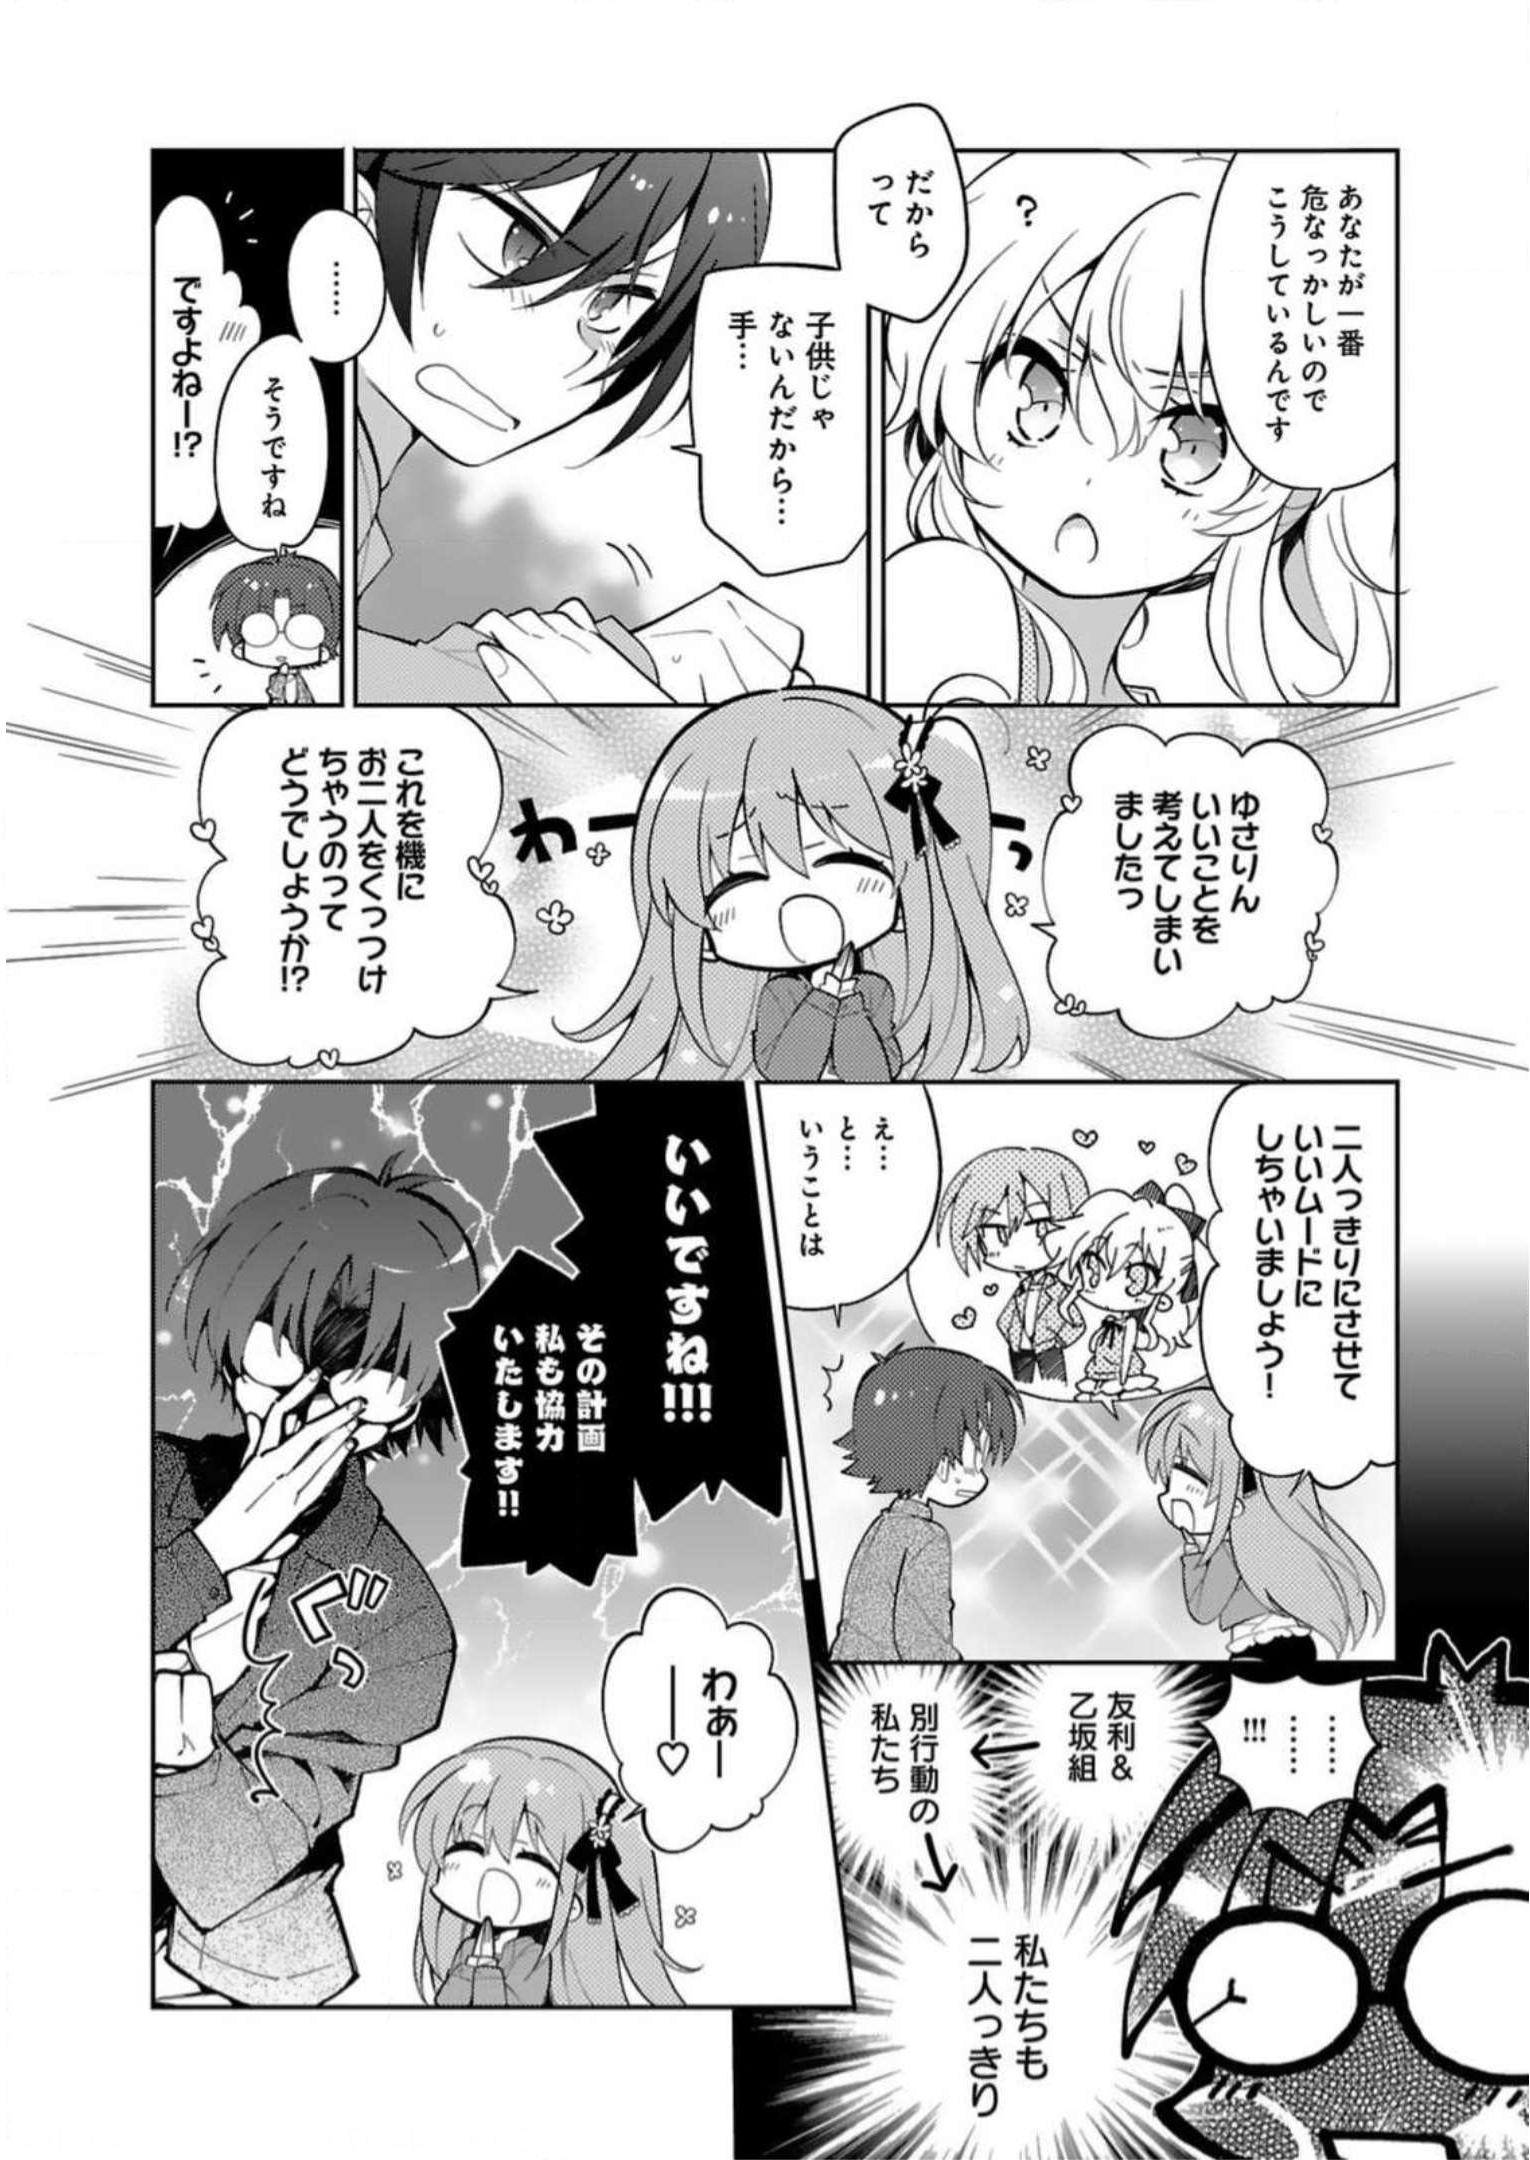 あなたが一番
危なっかしいので
こうしているんです
?
だから
って
子供じゃ
ないんだから…
手…
……
そうですね
ですよねー!?
ゆさりん
いいことを
考えてしまい
ましたっ
わーっ
これを機に
お二人をくっつけ
ちゃうのって
どうでしょうか!?
二人っきりにさせて
いいムードに
しちゃいましょう!
え…
と…
いうことは
……
……
!!!
友利&
乙坂組
別行動の
私たち
私たちも
二人っきり
いいですね!!!
その計画
私も協力
いたします!!
ぐっ
わあー
ー♡